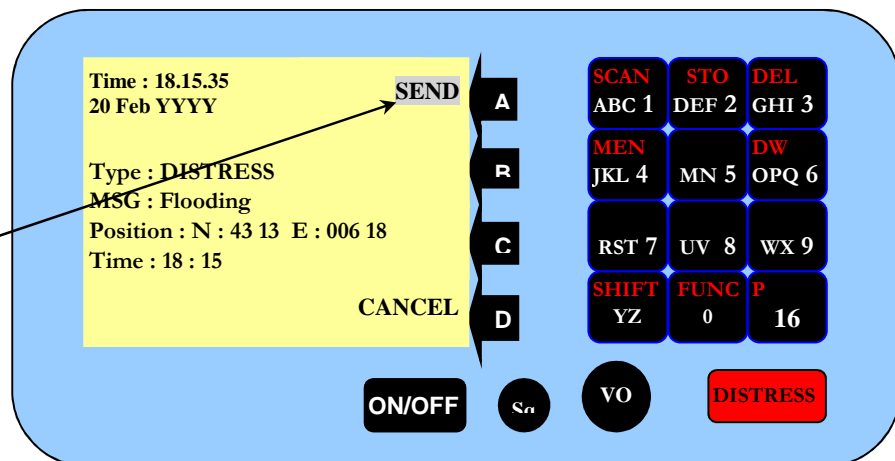 Time : 18.15.35
20 Feb YYYY
SEND
Type : DISTRESS
MSG : Flooding
Position : N : 43 13 E : 006 18
Time : 18 : 15
CANCEL
A
B
C
D
SCAN STO DEL
ABC 1 DEF 2 GHI 3
MEN DW
JKL 4 MN 5 OPQ 6
RST 7 UV 8 WX 9
SHIFT FUNC P
YZ 0 16
ON/OFF Sq VO DISTRESS